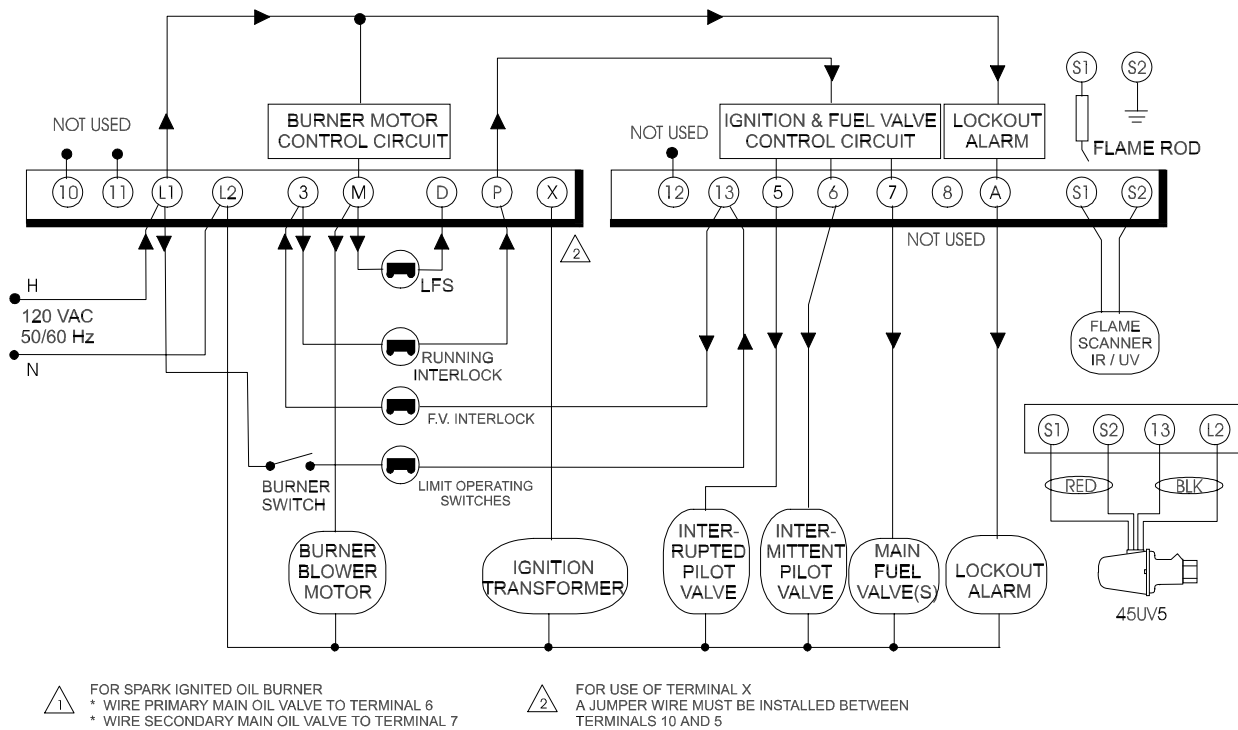 BURNER MOTOR
CONTROL CIRCUIT
IGNITION & FUEL VALVE
CONTROL CIRCUIT
LOCKOUT
ALARM
S1
S2
FLAME ROD
NOT USED
NOT USED
10
11
L1
L2
3
M
D
P
X
12
13
5
6
7
8
A
S1
S2
NOT USED
2
H
120 VAC
50/60 Hz
N
LFS
RUNNING
INTERLOCK
F.V. INTERLOCK
LIMIT OPERATING
SWITCHES
BURNER
SWITCH
FLAME
SCANNER
IR / UV
S1
S2
13
L2
RED
BLK
45UV5
BURNER
BLOWER
MOTOR
IGNITION
TRANSFORMER
INTER-
RUPTED
PILOT
VALVE
INTER-
MITTENT
PILOT
VALVE
MAIN
FUEL
VALVE(S)
LOCKOUT
ALARM
1
FOR SPARK IGNITED OIL BURNER
* WIRE PRIMARY MAIN OIL VALVE TO TERMINAL 6
* WIRE SECONDARY MAIN OIL VALVE TO TERMINAL 7
2
FOR USE OF TERMINAL X
A JUMPER WIRE MUST BE INSTALLED BETWEEN
TERMINALS 10 AND 5